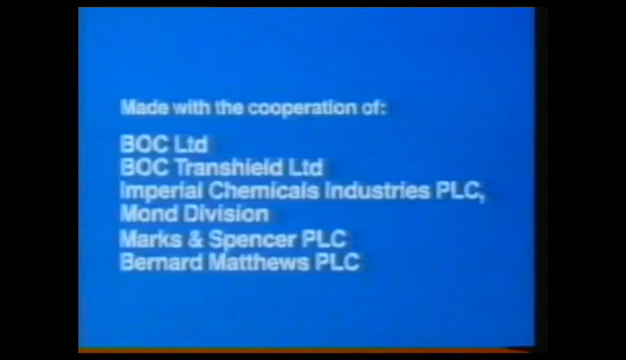 Made with the cooperation of:
BOC Ltd
BOC Transhield Ltd
Imperial Chemicals Industries PLC,
Mond Division
Marks & Spencer PLC
Bernard Matthews PLC